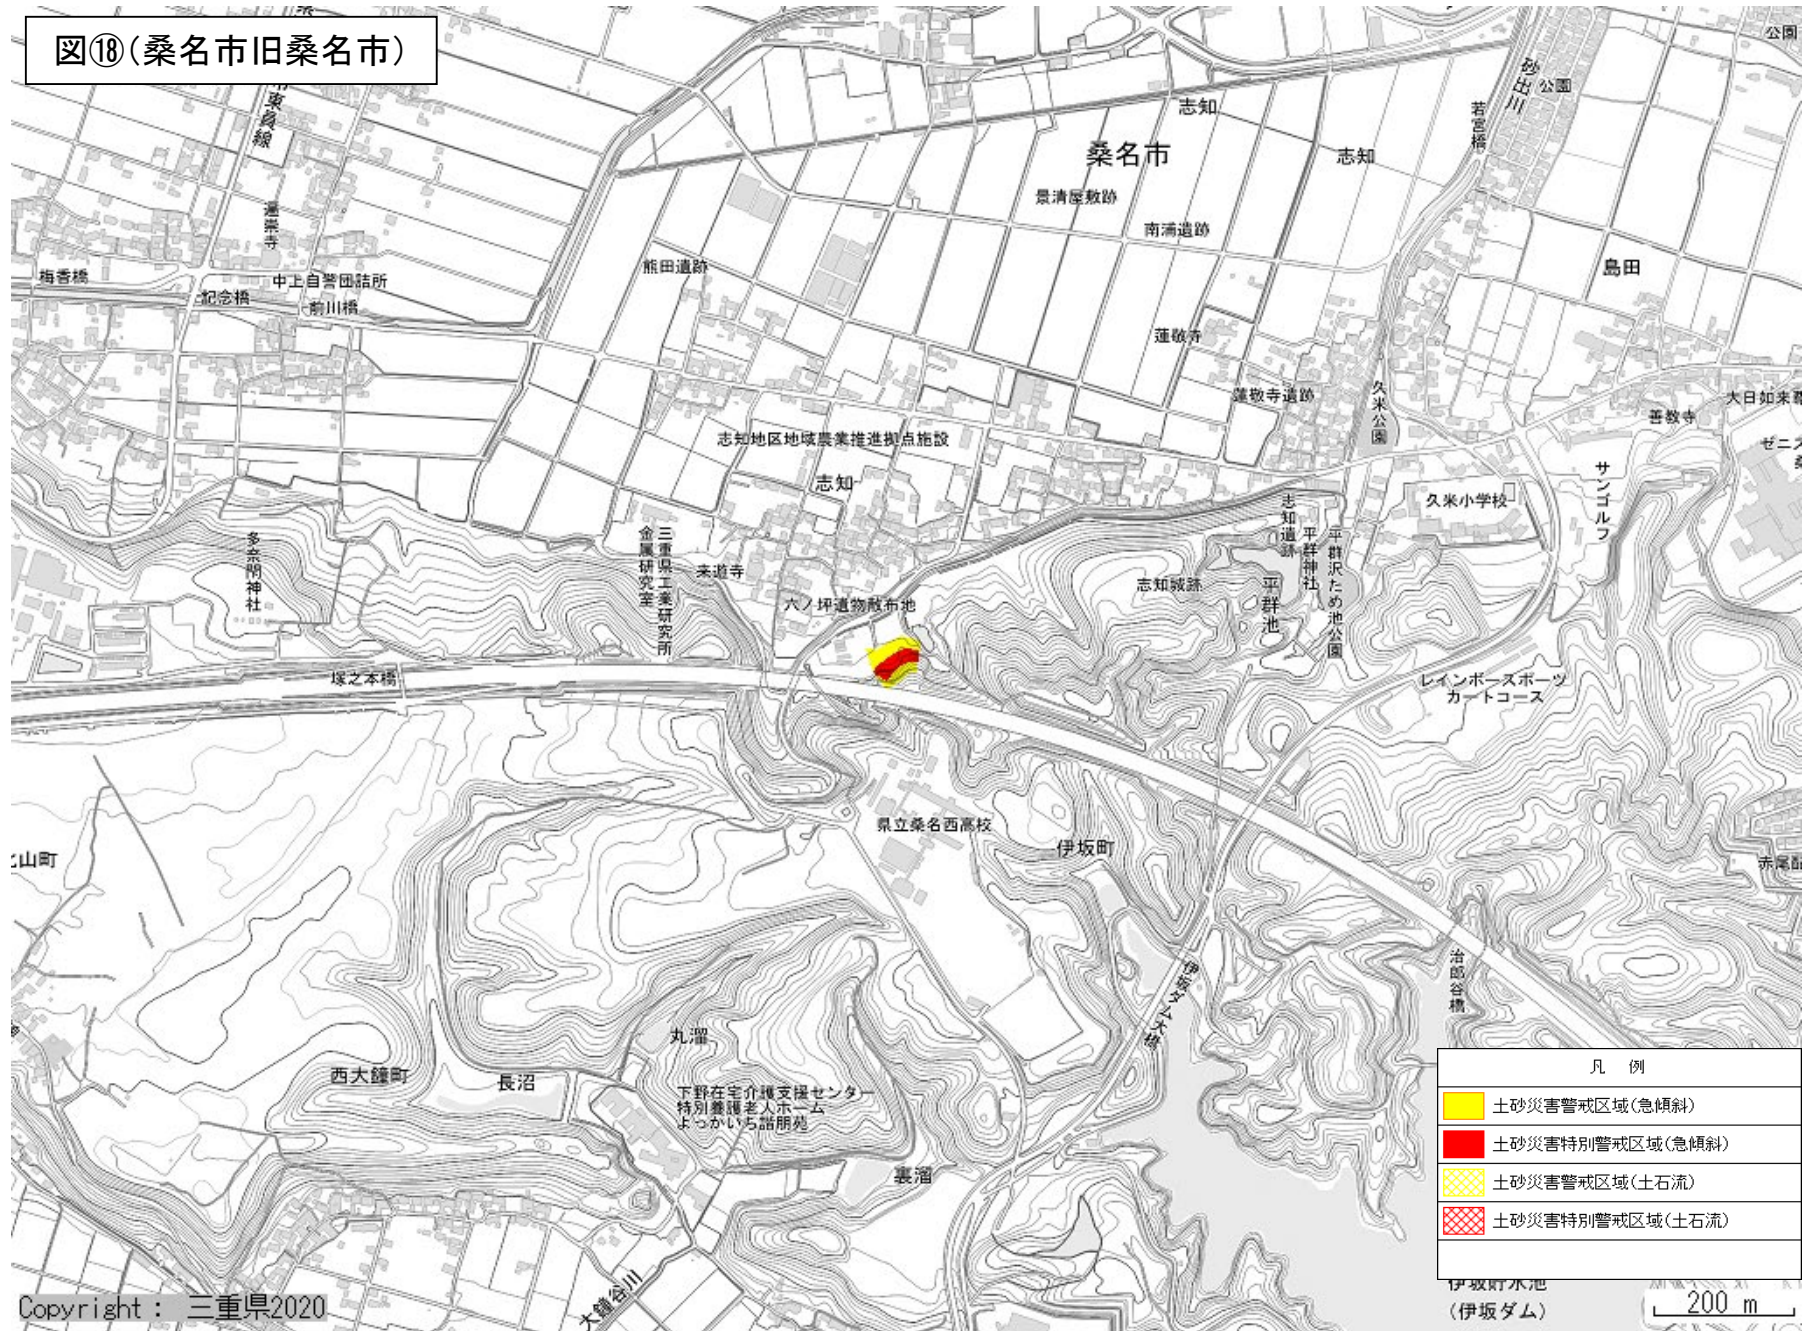 図⑱(桑名市旧桑名市)
公園
砂出川
公園
若宮橋
志知
桑名市
志知
東員線
景清屋敷跡
南浦遺跡
熊田遺跡
島田
梅香橋
中上自警団詰所
記念橋
前川橋
蓮敬寺
蓮敬寺遺跡
久米公園
大日如来尊
善教寺
ゼニス
志知地区地域農業推進拠点施設
志知
サンゴルフ
久米小学校
志知遺跡
平群神社
平群沢ため池公園
多奈閇神社
三重県工業研究所
金属研究室
来遊寺
志知城跡
平群池
六ノ坪遺物散布地
塚之本橋
レインボースポーツ
カートコース
県立桑名西高校
伊坂町
山町
赤尾
治郎谷橋
伊坂ダム大橋
丸溜
西大鐘町
長沼
下野在宅介護支援センター
特別養護老人ホーム
よっかいち諧朋苑
裏溜
大鐘谷川
凡 例
土砂災害警戒区域(急傾斜)
土砂災害特別警戒区域(急傾斜)
土砂災害警戒区域(土石流)
土砂災害特別警戒区域(土石流)
伊坂貯水池
(伊坂ダム)
200 m
Copyright : 三重県2020